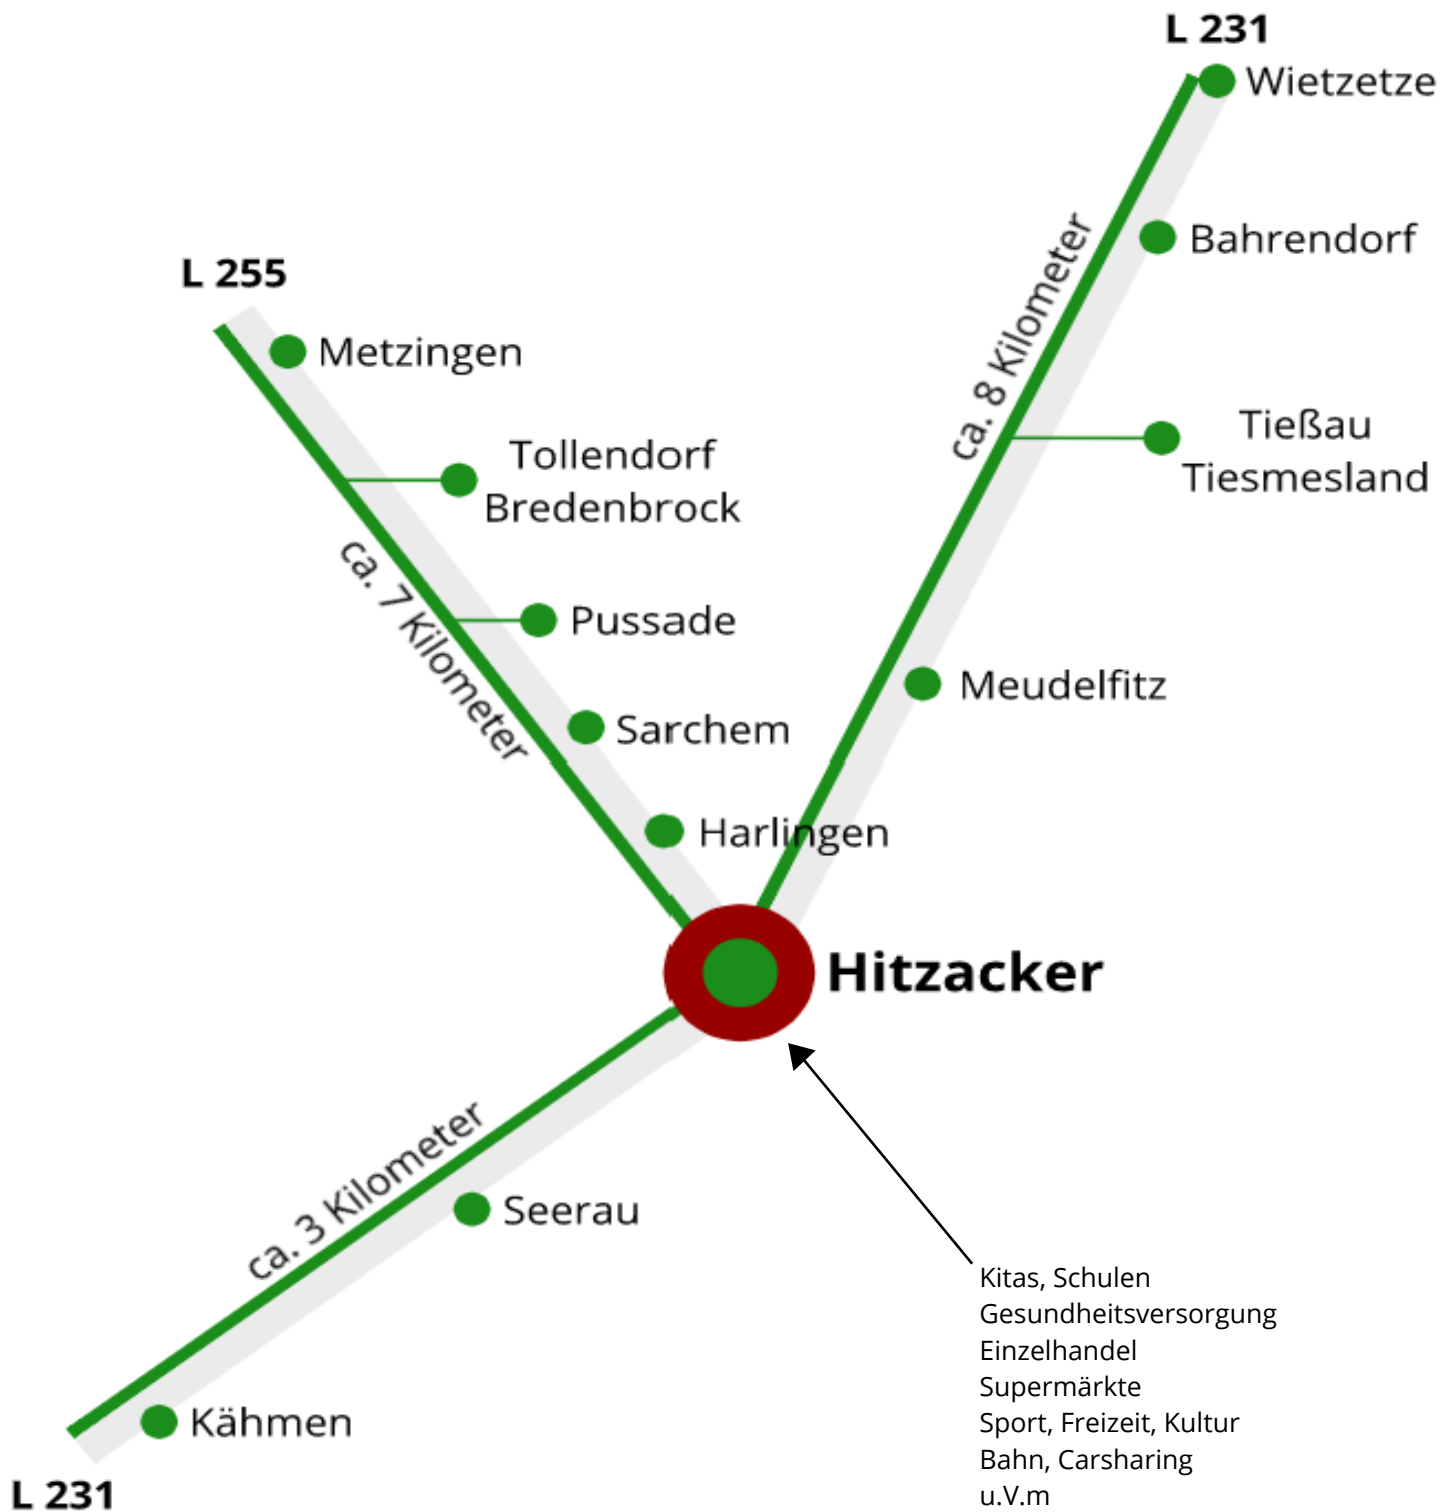 L 231
Wietzetze
Bahrendorf
L 255
ca. 8 Kilometer
Metzingen
Tießau
Tiesmesland
Tollendorf
Bredenbrock
ca. 7 Kilometer
Pussade
Meudelfitz
Sarchem
Harlingen
Hitzacker
ca. 3 Kilometer
Seerau
Kähmen
L 231
Kitas, Schulen
Gesundheitsversorgung
Einzelhandel
Supermärkte
Sport, Freizeit, Kultur
Bahn, Carsharing
u.V.m